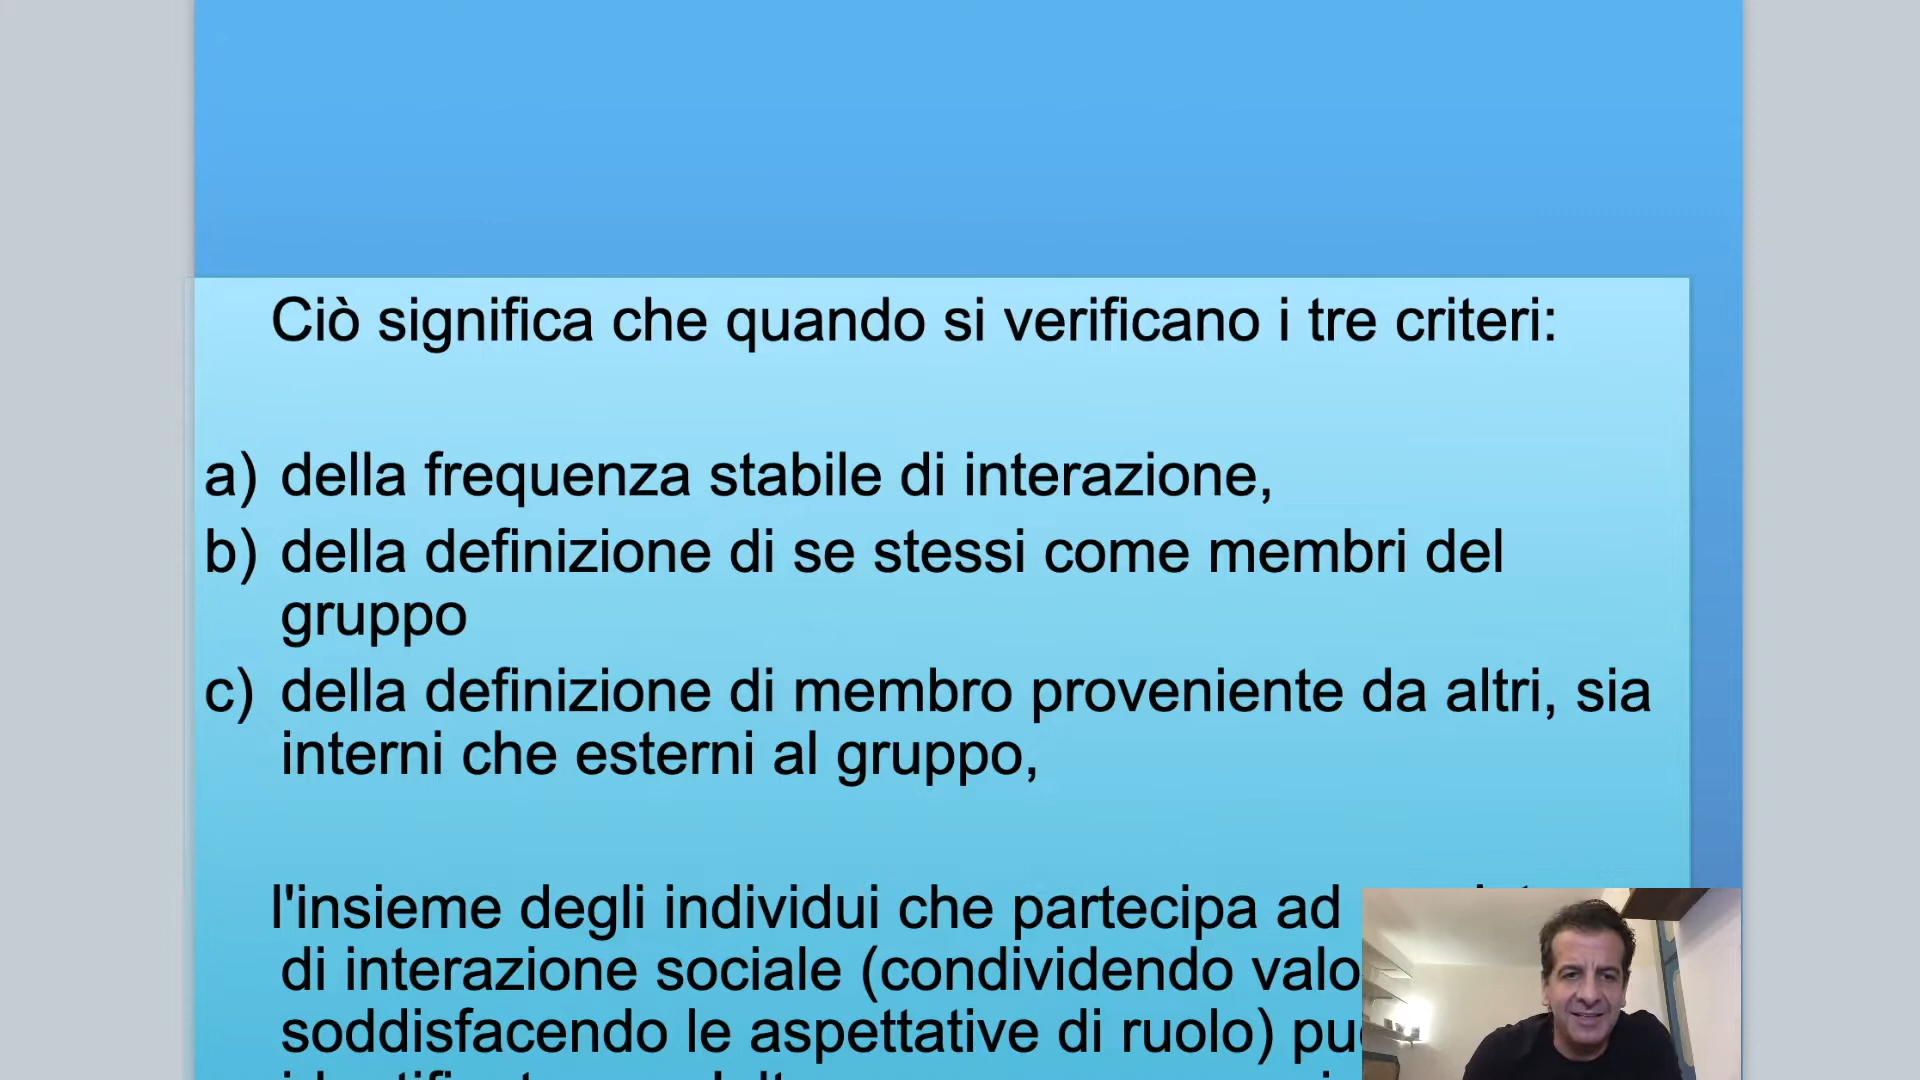 Ciò significa che quando si verificano i tre criteri:
a) della frequenza stabile di interazione,
b) della definizione di se stessi come membri del
gruppo
c) della definizione di membro proveniente da altri, sia
interni che esterni al gruppo,
l'insieme degli individui che partecipa ad
di interazione sociale (condividendo
soddisfacendo le aspettative di ruolo)